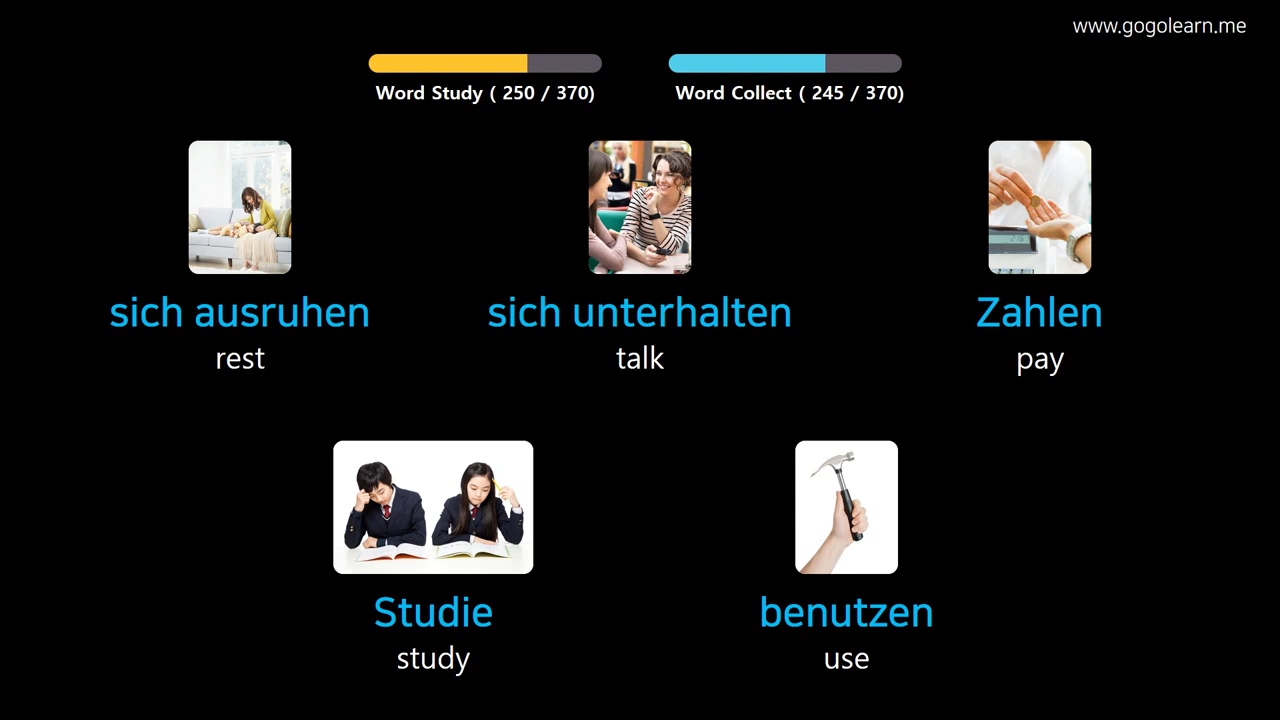 www.gogolearn.me
Word Study ( 250 / 370)
Word Collect ( 245 / 370)
sich ausruhen
rest
sich unterhalten
talk
Zahlen
pay
Studie
study
benutzen
use